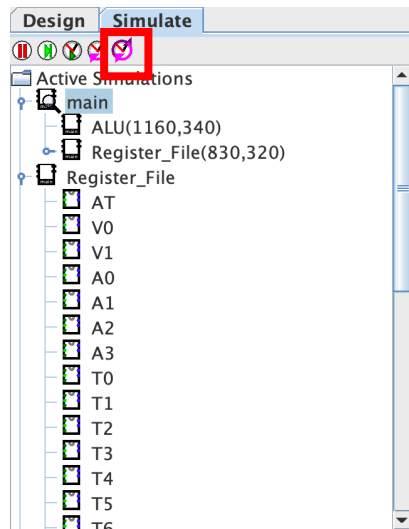 Design Simulate
Active Simulations
main
ALU(1160,340)
Register_File(830,320)
Register_File
AT
V0
V1
A0
A1
A2
A3
T0
T1
T2
T3
T4
T5
T6